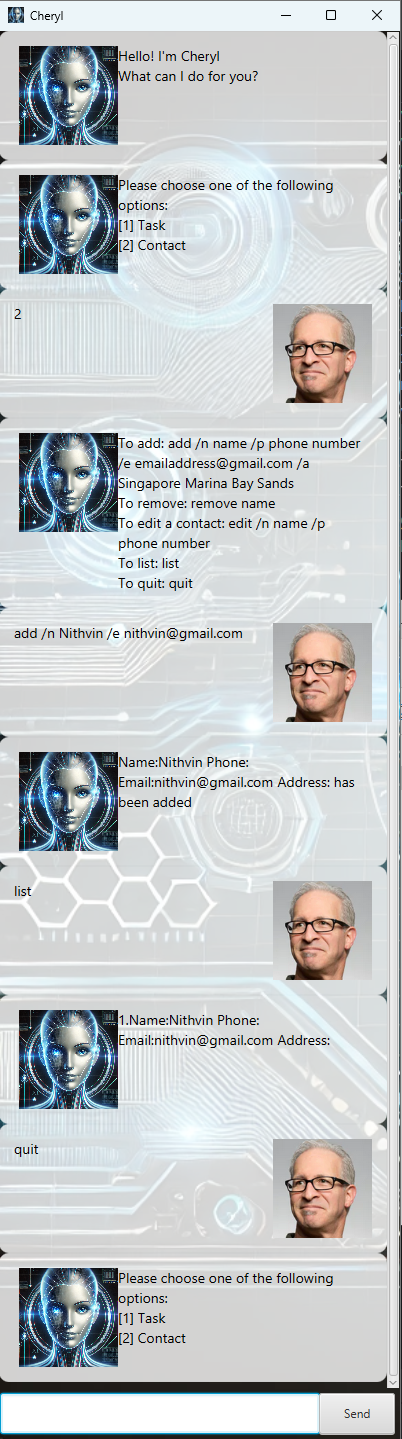 Cheryl
Hello! I'm Cheryl
What can I do for you?
Please choose one of the following
options:
[1] Task
[2] Contact
2
To add: add /n name /p phone number
/e emailaddress@gmail.com /a
Singapore Marina Bay Sands
To remove: remove name
To edit a contact: edit /n name /p
phone number
To list: list
To quit: quit
add /n Nithvin /e nithvin@gmail.com
Name:Nithvin Phone:
Email:nithvin@gmail.com Address: has
been added
list
1.Name:Nithvin Phone:
Email:nithvin@gmail.com Address:
quit
Please choose one of the following
options:
[1] Task
[2] Contact
Send